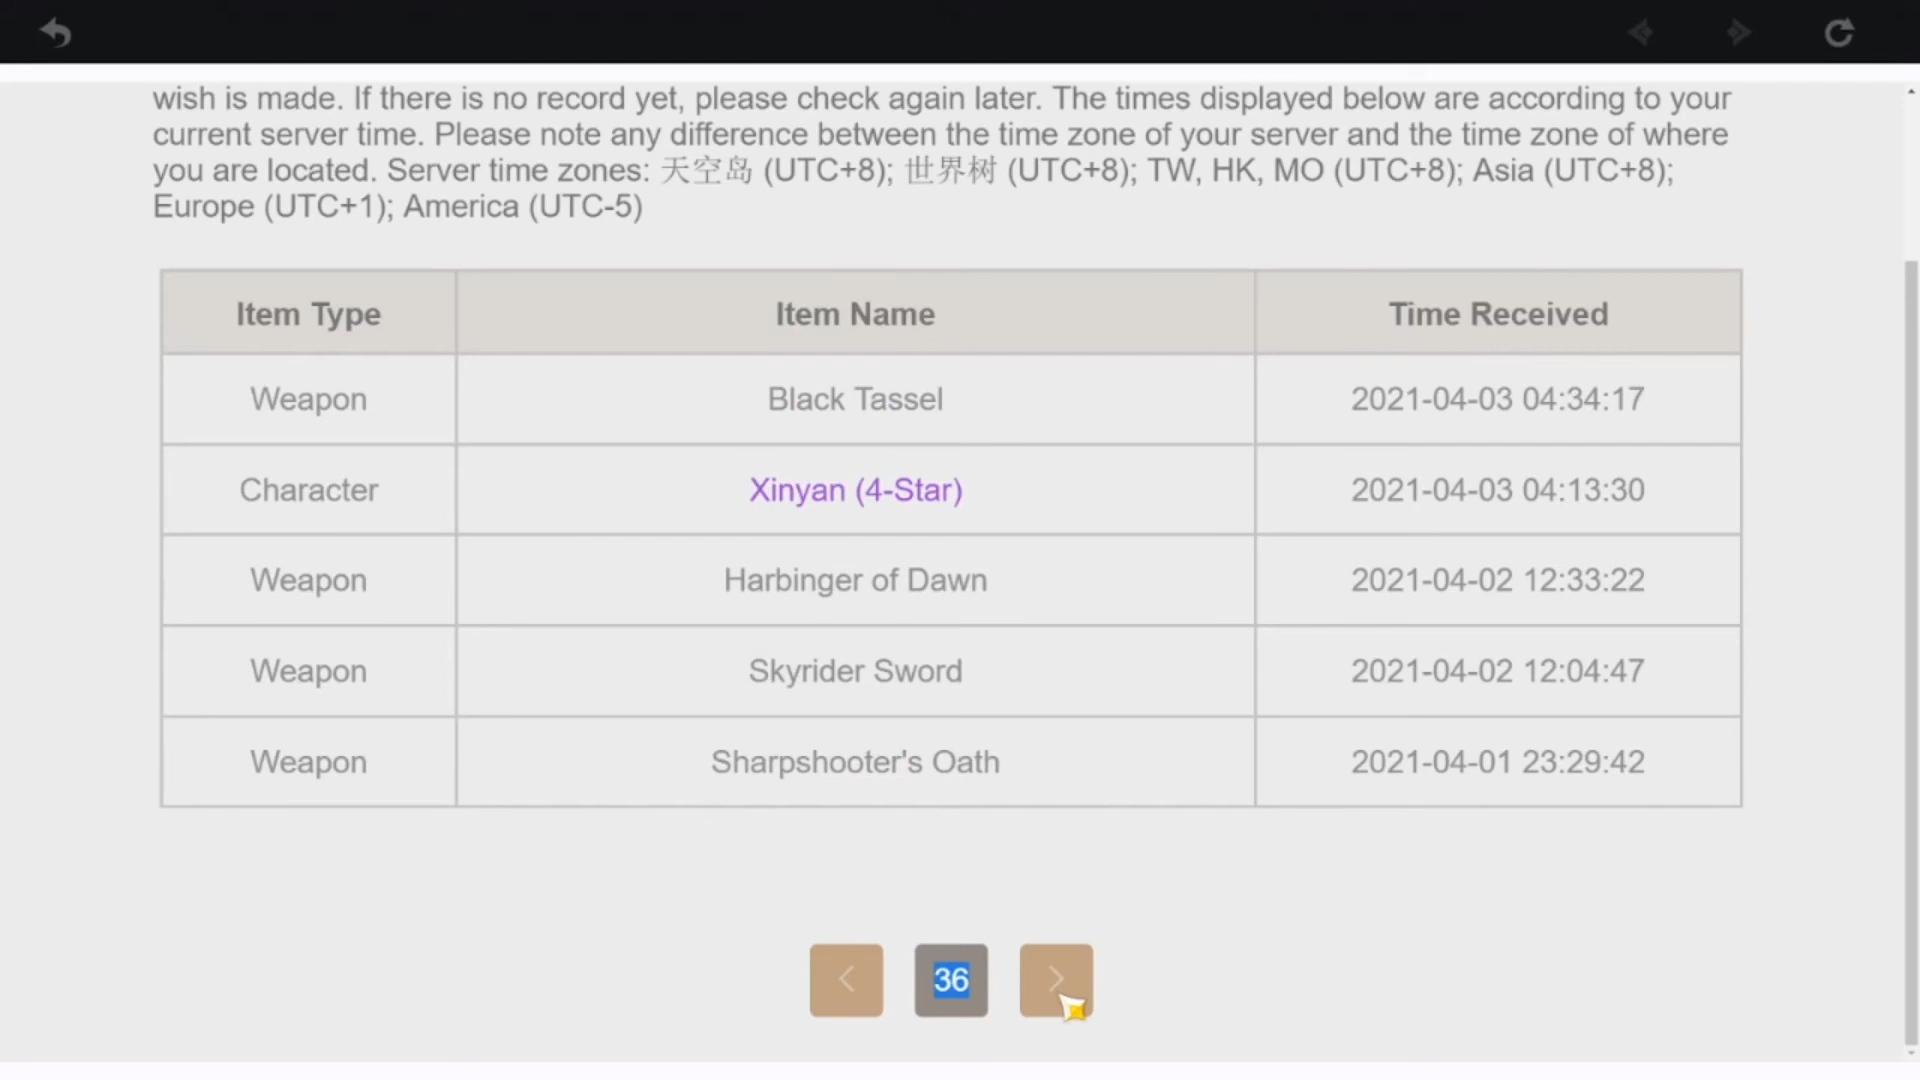 wish is made. If there is no record yet, please check again later. The times displayed below are according to your
current server time. Please note any difference between the time zone of your server and the time zone of where
you are located. Server time zones: 天空岛 (UTC+8); 世界树 (UTC+8); TW, HK, MO (UTC+8); Asia (UTC+8);
Europe (UTC+1); America (UTC-5)
Item Type Item Name Time Received
Weapon Black Tassel 2021-04-03 04:34:17
Character Xinyan (4-Star) 2021-04-03 04:13:30
Weapon Harbinger of Dawn 2021-04-02 12:33:22
Weapon Skyrider Sword 2021-04-02 12:04:47
Weapon Sharpshooter's Oath 2021-04-01 23:29:42
36